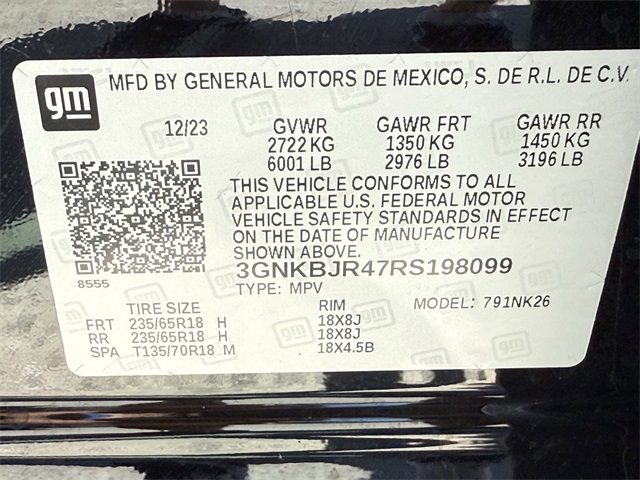 gm MFD BY GENERAL MOTORS DE MEXICO, S. DE R.L. DE C.V.
12/23 GVWR GAWR FRT GAWR RR
2722 KG 1350 KG 1450 KG
6001 LB 2976 LB 3196 LB
THIS VEHICLE CONFORMS TO ALL
APPLICABLE U.S. FEDERAL MOTOR
VEHICLE SAFETY STANDARDS IN EFFECT
ON THE DATE OF MANUFACTURE
SHOWN ABOVE.
3GNKBJR47RS198099
8555 TYPE: MPV
TIRE SIZE RIM MODEL: 791NK26
FRT 235/65R18 H 18X8J
RR 235/65R18 H 18X8J
SPA T135/70R18 M 18X4.5B